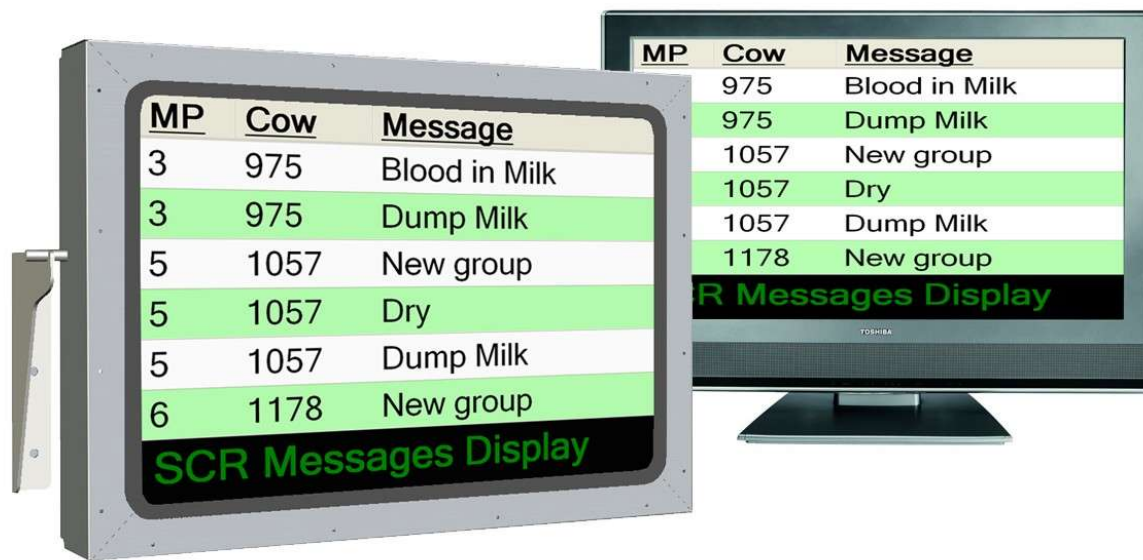 MP Cow Message
3 975 Blood in Milk
3 975 Dump Milk
5 1057 New group
5 1057 Dry
5 1057 Dump Milk
6 1178 New group
SCR Messages Display
MP Cow Message
975 Blood in Milk
975 Dump Milk
1057 New group
1057 Dry
1057 Dump Milk
1178 New group
CR Messages Display
TOSHIBA